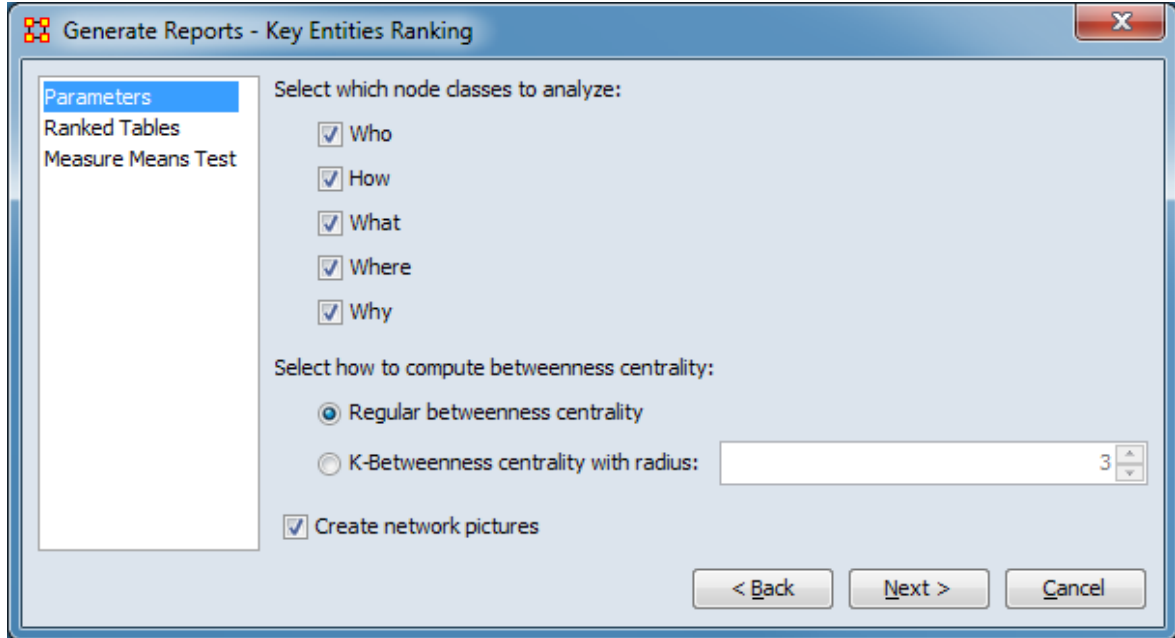 Generate Reports - Key Entities Ranking
x
Parameters
Ranked Tables
Measure Means Test
Select which node classes to analyze:
Who
How
What
Where
Why
Select how to compute betweenness centrality:
Regular betweenness centrality
K-Betweenness centrality with radius: 3
Create network pictures
< Back Next > Cancel